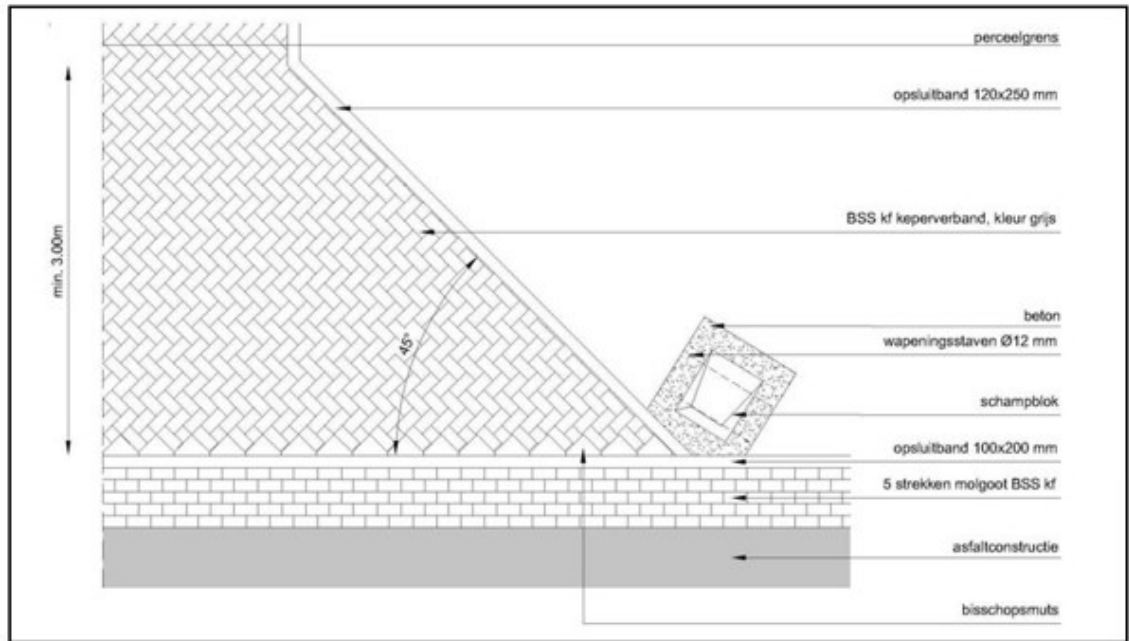 perceelgrens
opsluitband 120x250 mm
BSS kf keperverband, kleur grijs
min. 3.00m
45°
beton
wapeningsstaven Ø12 mm
schampblok
opsluitband 100x200 mm
5 strekken molgoot BSS kf
asfaltconstructie
bisschopsmuts